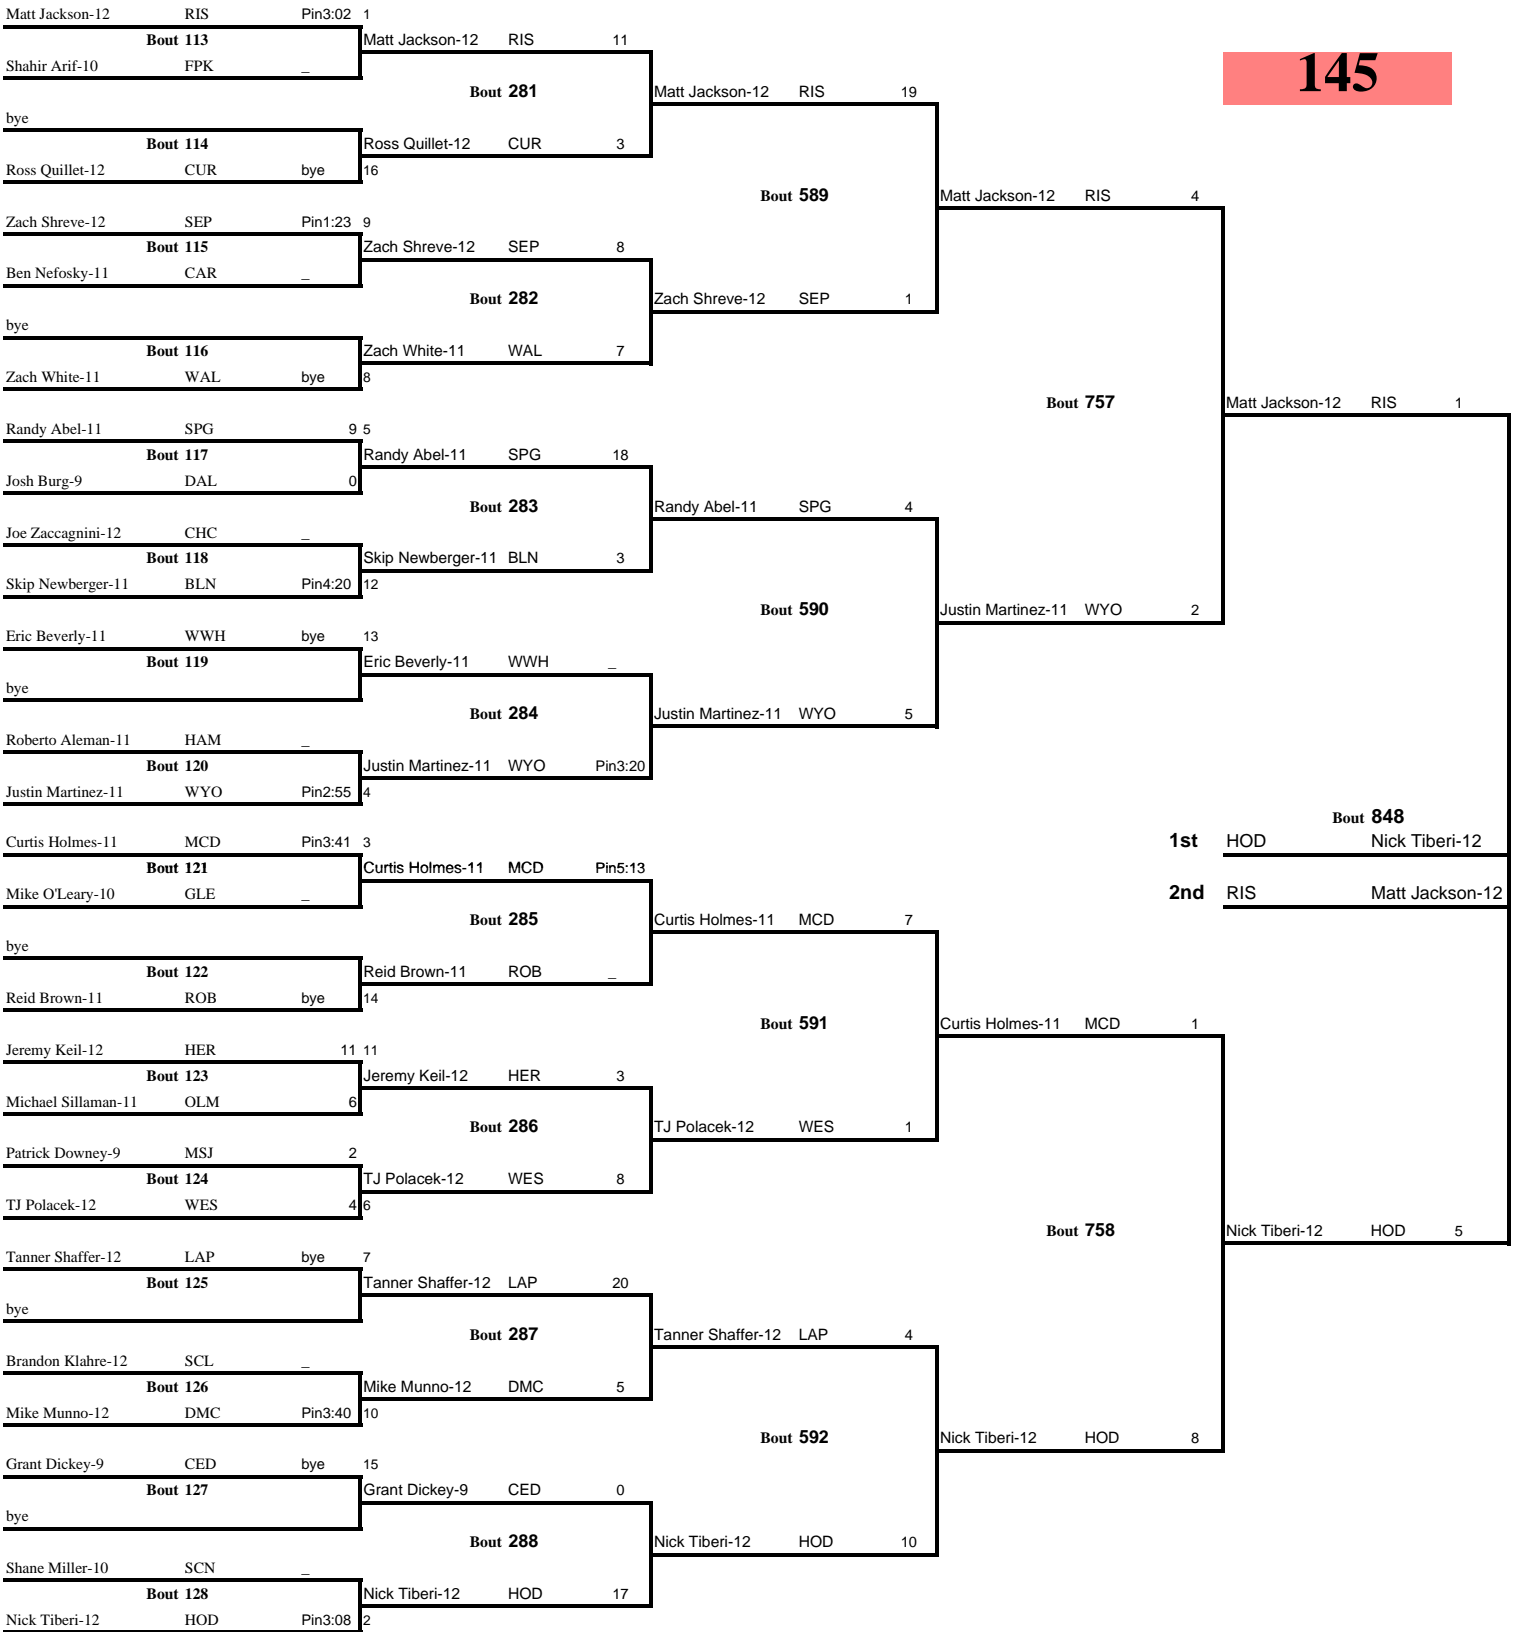 Matt Jackson-12 RIS Pin3:02 1
Bout 113 Matt Jackson-12 RIS 11
Shahir Arif-10 FPK _
145
Bout 281 Matt Jackson-12 RIS 19
bye
Bout 114 Ross Quillet-12 CUR 3
Ross Quillet-12 CUR bye 16
Bout 589 Matt Jackson-12 RIS 4
Zach Shreve-12 SEP Pin1:23 9
Bout 115 Zach Shreve-12 SEP 8
Ben Nefosky-11 CAR _
Bout 282 Zach Shreve-12 SEP 1
bye
Bout 116 Zach White-11 WAL 7
Zach White-11 WAL bye 8
Bout 757 Matt Jackson-12 RIS 1
Randy Abel-11 SPG 9 5
Bout 117 Randy Abel-11 SPG 18
Josh Burg-9 DAL 0
Bout 283 Randy Abel-11 SPG 4
Joe Zaccagnini-12 CHC _
Bout 118 Skip Newberger-11 BLN 3
Skip Newberger-11 BLN Pin4:20 12
Bout 590 Justin Martinez-11 WYO 2
Eric Beverly-11 WWH bye 13
Bout 119 Eric Beverly-11 WWH _
bye
Bout 284 Justin Martinez-11 WYO 5
Roberto Aleman-11 HAM _
Bout 120 Justin Martinez-11 WYO Pin3:20
Justin Martinez-11 WYO Pin2:55 4
Bout 848
Curtis Holmes-11 MCD Pin3:41 3
1st HOD Nick Tiberi-12
Bout 121 Curtis Holmes-11 MCD Pin5:13
Mike O'Leary-10 GLE _
2nd RIS Matt Jackson-12
Bout 285 Curtis Holmes-11 MCD 7
bye
Bout 122 Reid Brown-11 ROB _
Reid Brown-11 ROB bye 14
Bout 591 Curtis Holmes-11 MCD 1
Jeremy Keil-12 HER 11 11
Bout 123 Jeremy Keil-12 HER 3
Michael Sillaman-11 OLM 6
Bout 286 TJ Polacek-12 WES 1
Patrick Downey-9 MSJ 2
Bout 124 TJ Polacek-12 WES 8
TJ Polacek-12 WES 4 6
Bout 758 Nick Tiberi-12 HOD 5
Tanner Shaffer-12 LAP bye 7
Bout 125 Tanner Shaffer-12 LAP 20
bye
Bout 287 Tanner Shaffer-12 LAP 4
Brandon Klahre-12 SCL _
Bout 126 Mike Munno-12 DMC 5
Mike Munno-12 DMC Pin3:40 10
Bout 592 Nick Tiberi-12 HOD 8
Grant Dickey-9 CED bye 15
Bout 127 Grant Dickey-9 CED 0
bye
Bout 288 Nick Tiberi-12 HOD 10
Shane Miller-10 SCN _
Bout 128 Nick Tiberi-12 HOD 17
Nick Tiberi-12 HOD Pin3:08 2